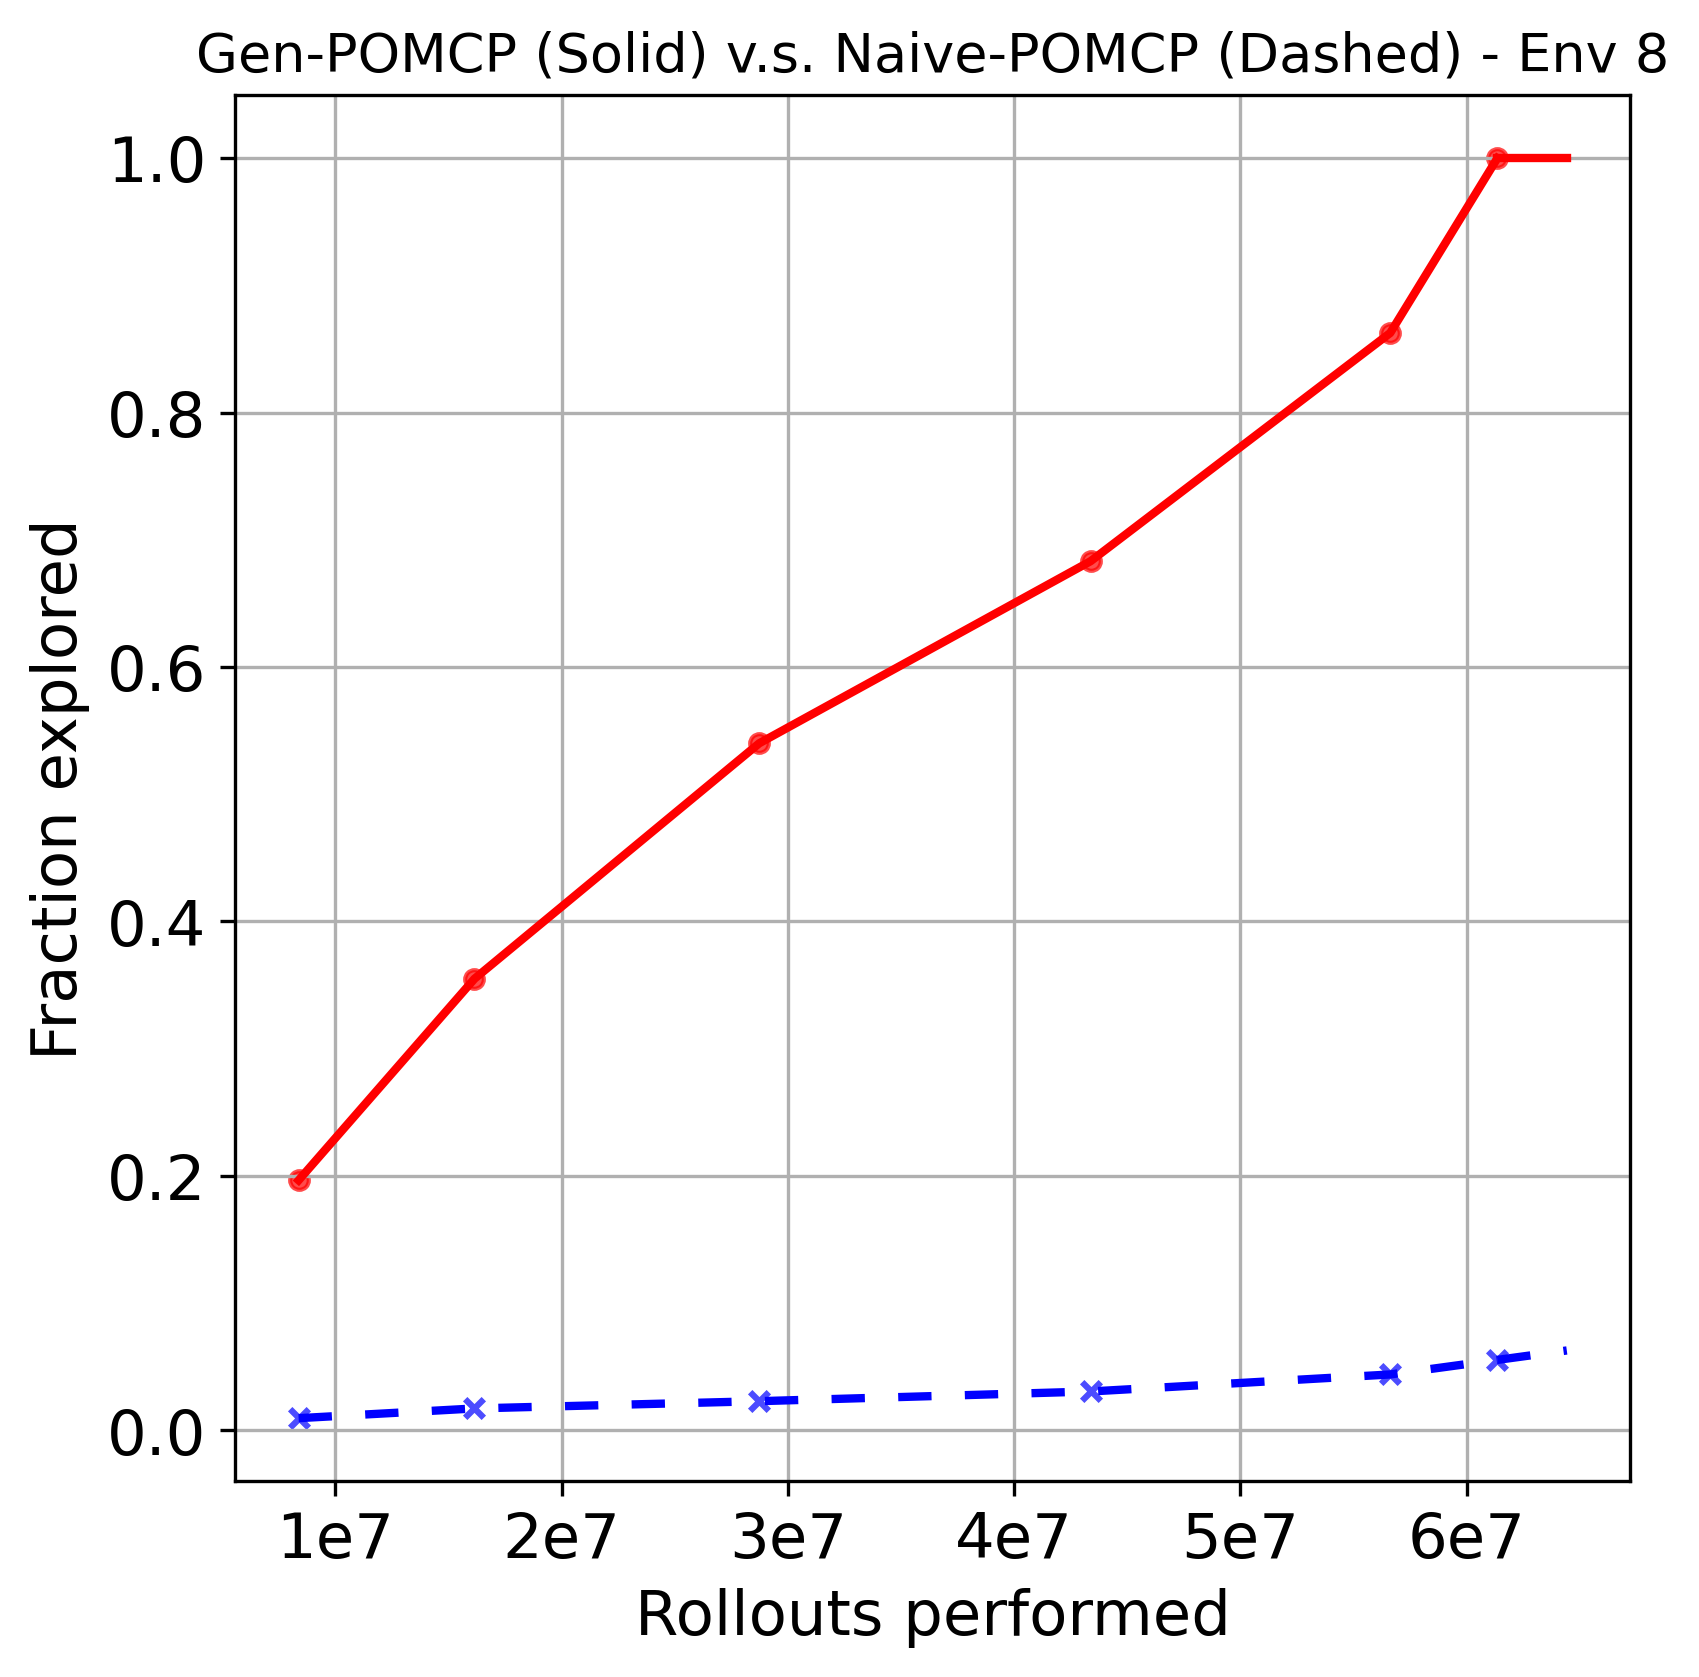 Gen-POMCP (Solid) v.s. Naive-POMCP (Dashed) - Env 8
1.0
0.8
0.6
0.4
0.2
0.0
Fraction explored
1e7 2e7 3e7 4e7 5e7 6e7
Rollouts performed